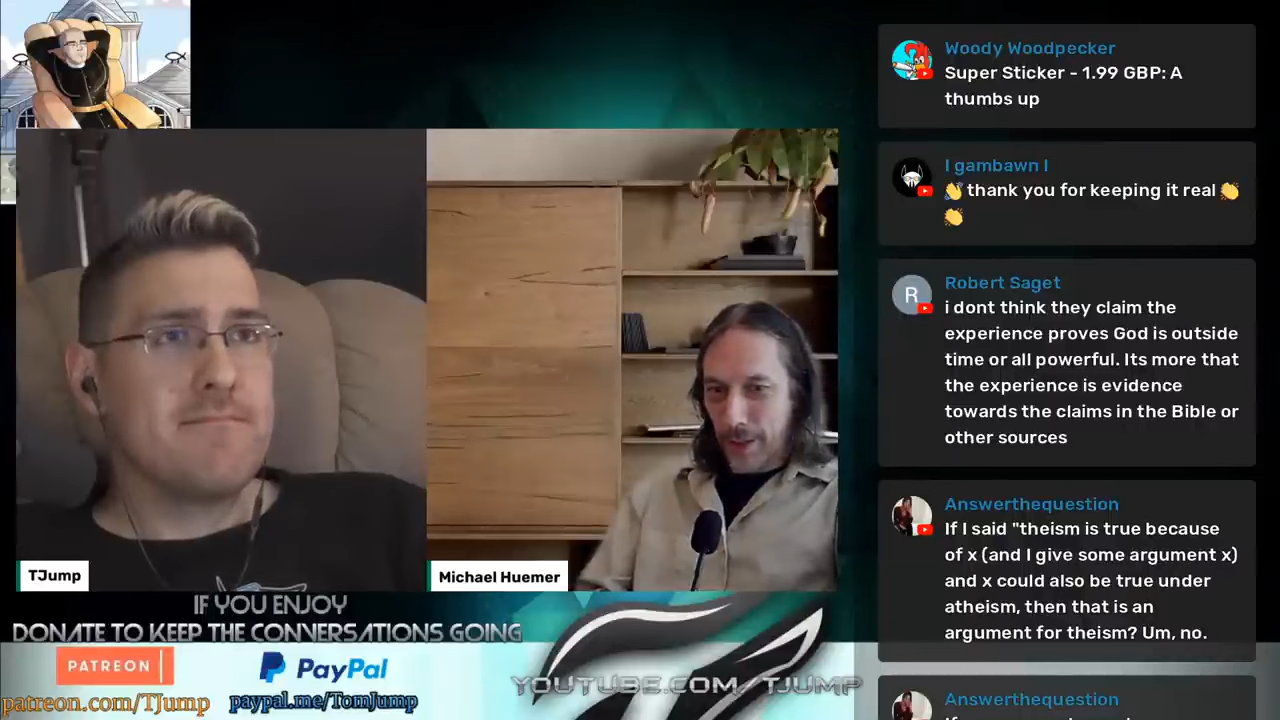 TJump
Michael Huemer
IF YOU ENJOY
DONATE TO KEEP THE CONVERSATIONS GOING
PATREON
PayPal
patreon.com/TJump
paypal.me/TomJump
YOUTUBE.COM/TJUMP
Woody Woodpecker
Super Sticker - 1.99 GBP: A
thumbs up
I gambawn I
👏 thank you for keeping it real 👏
👏
R
Robert Saget
i dont think they claim the
experience proves God is outside
time or all powerful. Its more that
the experience is evidence
towards the claims in the Bible or
other sources
Answerthequestion
If I said "theism is true because
of x (and I give some argument x)
and x could also be true under
atheism, then that is an
argument for theism? Um, no.
Answerthequestion